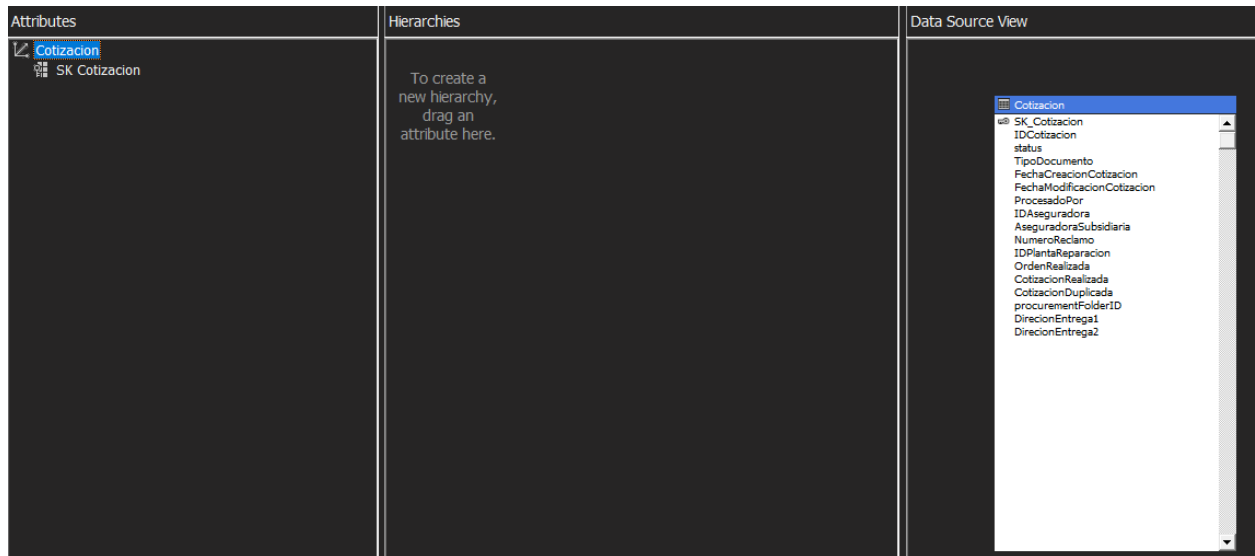 Attributes
Cotizacion
SK Cotizacion
Hierarchies
To create a
new hierarchy,
drag an
attribute here.
Data Source View
Cotizacion
SK_Cotizacion
IDCotizacion
status
TipoDocumento
FechaCreacionCotizacion
FechaModificacionCotizacion
ProcesadoPor
IDAseguradora
AseguradoraSubsidiaria
NumeroReclamo
IDPlantaReparacion
OrdenRealizada
CotizacionRealizada
CotizacionDuplicada
procurementFolderID
DirecionEntrega1
DirecionEntrega2